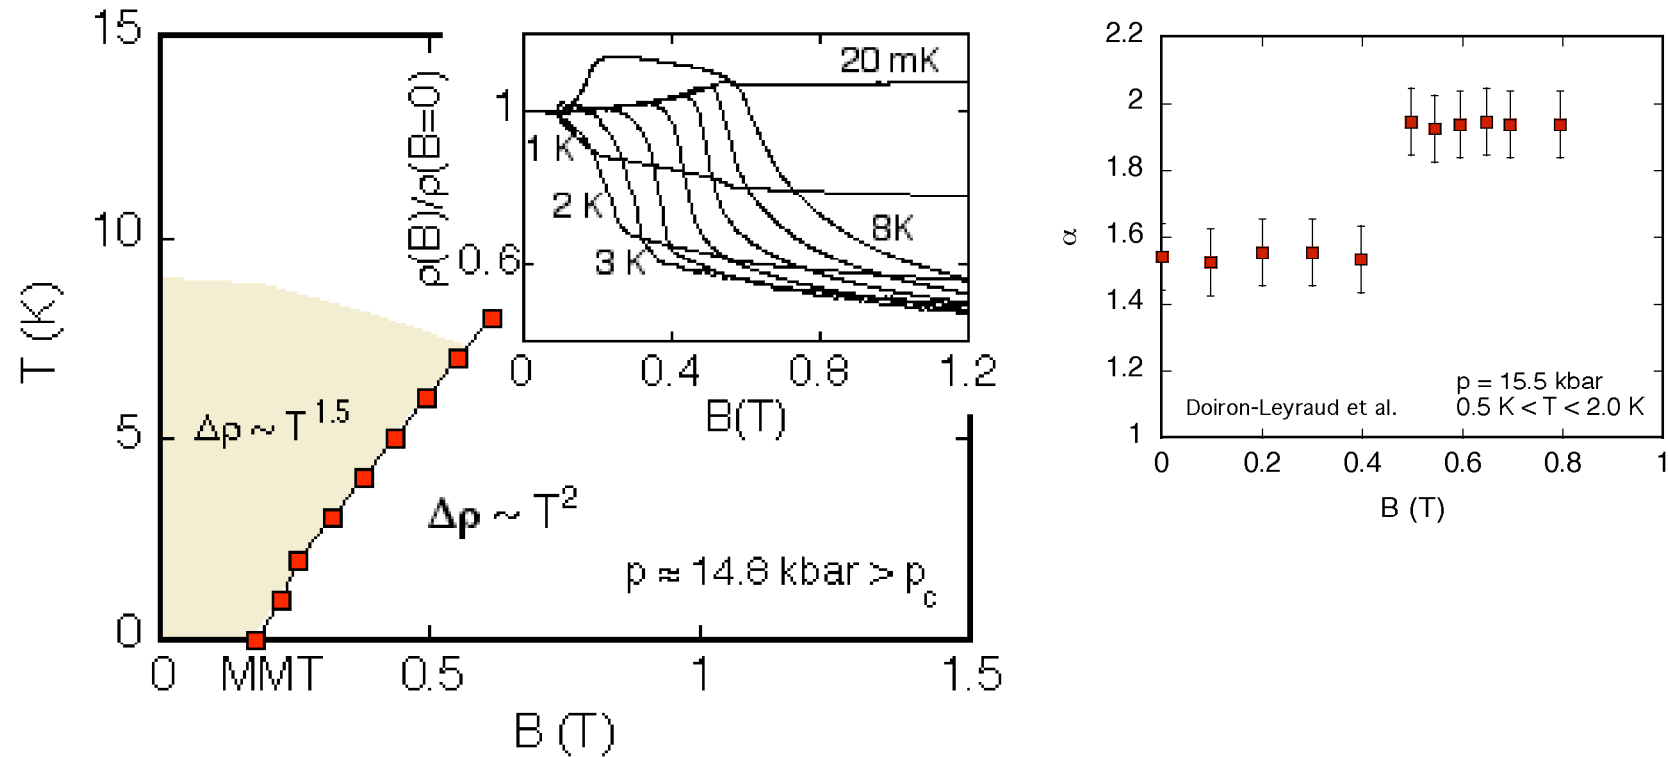 15
10
5
0
T (K)
Δρ ~ T^1.5
Δρ ~ T^2
p ≈ 14.8 kbar > p_c
0
MMT
0.5
1
1.5
B (T)
ρ(B)/ρ(B=0)
1
0.6
20 mK
1 K
2 K
3 K
8K
0
0.4
0.8
1.2
B(T)
2.2
2
1.8
1.6
1.4
1.2
1
α
p = 15.5 kbar
Doiron-Leyraud et al.
0.5 K < T < 2.0 K
0
0.2
0.4
0.6
0.8
1
B (T)